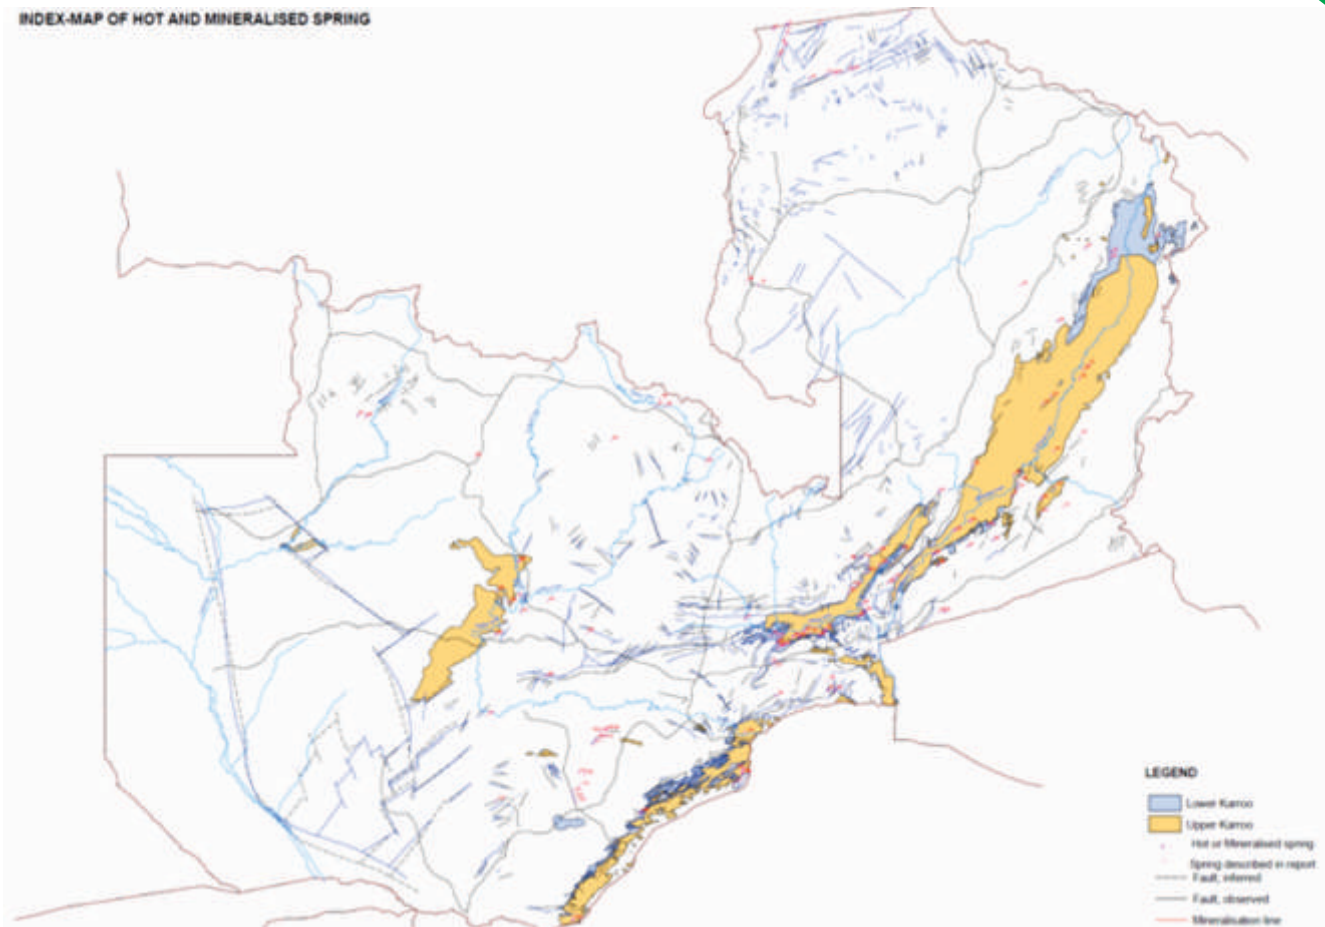 INDEX-MAP OF HOT AND MINERALISED SPRING
LEGEND
Lower Karroo
Upper Karroo
Hot or Mineralised spring
Spring described in report
Fault, inferred
Fault, observed
Mineralisation line